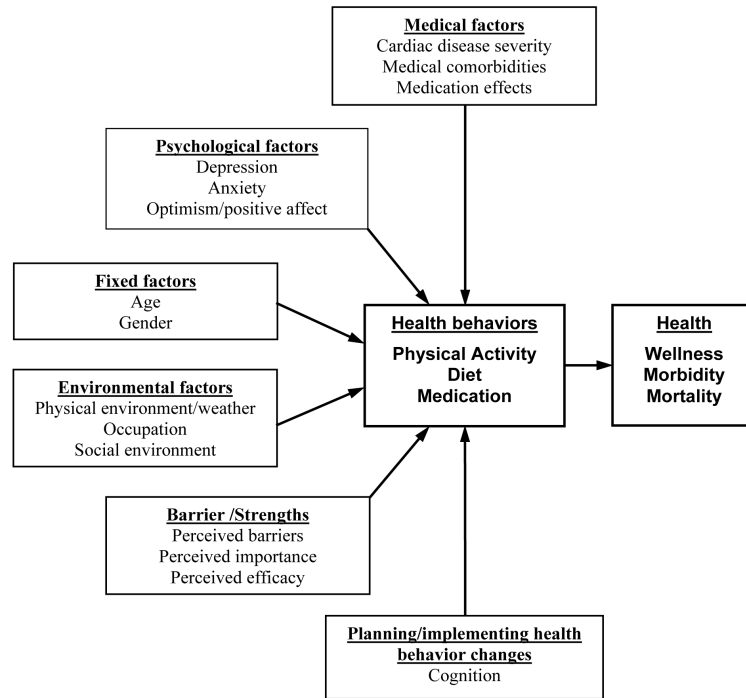 Medical factors
Cardiac disease severity
Medical comorbidities
Medication effects
Psychological factors
Depression
Anxiety
Optimism/positive affect
Fixed factors
Age
Gender
Environmental factors
Physical environment/weather
Occupation
Social environment
Barrier /Strengths
Perceived barriers
Perceived importance
Perceived efficacy
Planning/implementing health
behavior changes
Cognition
Health behaviors
Physical Activity
Diet
Medication
Health
Wellness
Morbidity
Mortality